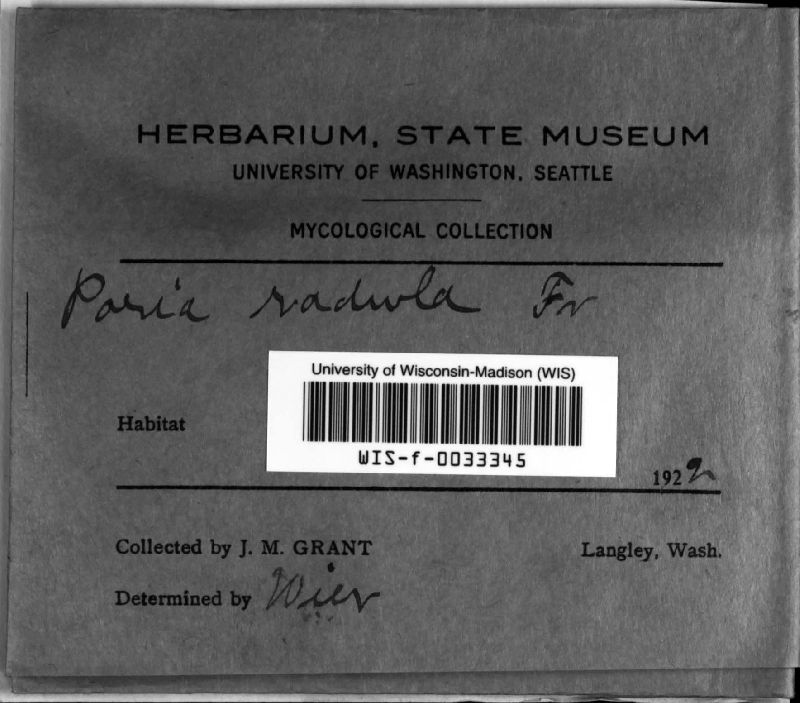 HERBARIUM, STATE MUSEUM
UNIVERSITY OF WASHINGTON, SEATTLE
MYCOLOGICAL COLLECTION
Poria radula Fr
University of Wisconsin-Madison (WIS)
WIS-f-0033345
Habitat
1922
Collected by J. M. GRANT Langley, Wash.
Determined by Wier